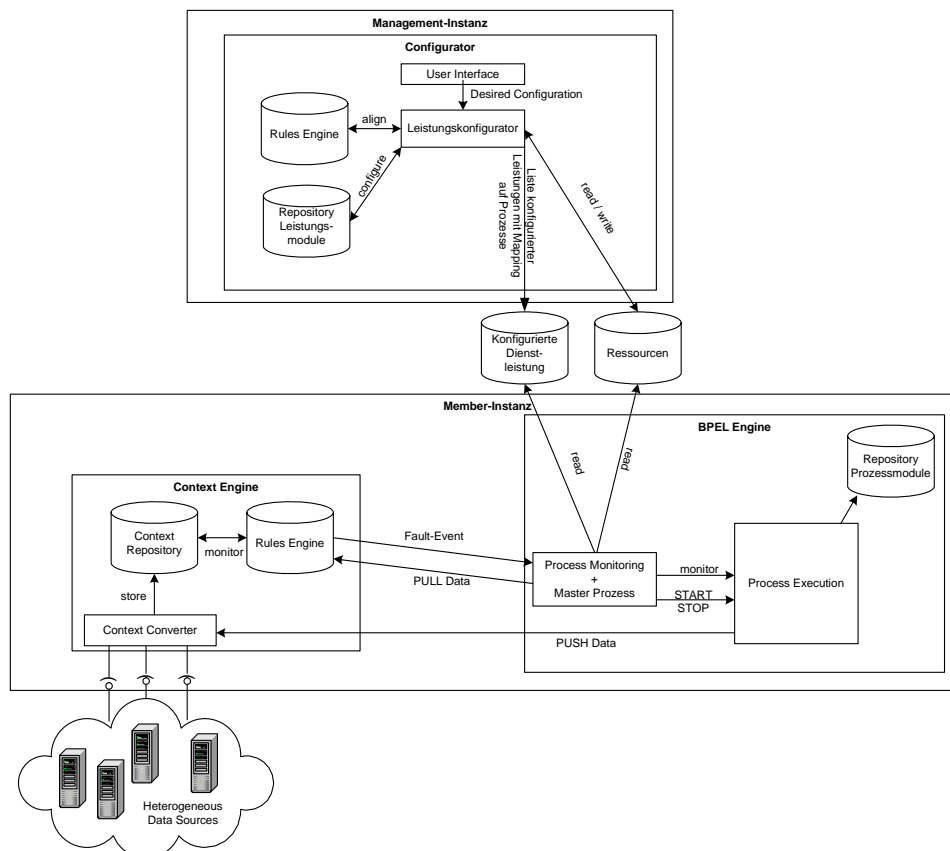 Management-Instanz
Configurator
User Interface
Desired Configuration
Rules Engine
align
Leistungskonfigurator
configure
Repository
Leistungs-
module
Liste konfigurierter
Leistungen mit Mapping
auf Prozesse
read / write
Konfigurierte
Dienst-
leistung
Ressourcen
Member-Instanz
BPEL Engine
read
read
Repository
Prozessmodule
Context Engine
Context
Repository
monitor
Rules Engine
Fault-Event
PULL Data
Process Monitoring
+
Master Prozess
monitor
START
STOP
Process Execution
store
Context Converter
PUSH Data
Heterogeneous
Data Sources